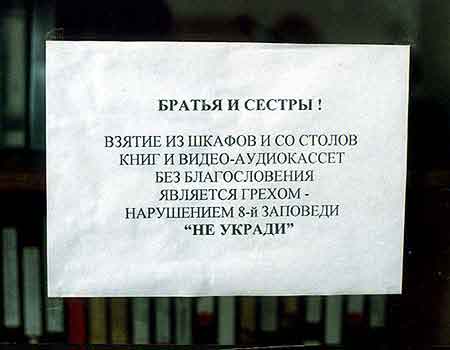 БРАТЬЯ И СЕСТРЫ !
ВЗЯТИЕ ИЗ ШКАФОВ И СО СТОЛОВ
КНИГ И ВИДЕО-АУДИОКАССЕТ
БЕЗ БЛАГОСЛОВЕНИЯ
ЯВЛЯЕТСЯ ГРЕХОМ -
НАРУШЕНИЕМ 8-й ЗАПОВЕДИ
“НЕ УКРАДИ”